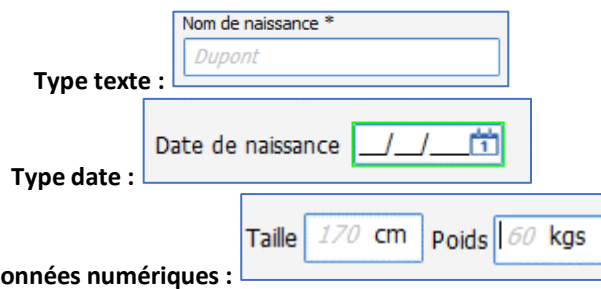 Nom de naissance *
Dupont
Type texte :
Date de naissance __/__/____ 1
Type date :
Taille 170 cm Poids 60 kgs
onnées numériques :